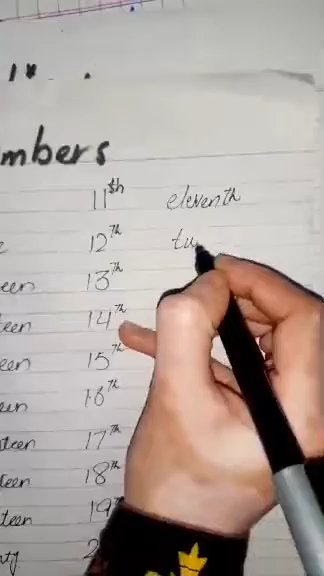 mbers
11th eleventh
12th tw
een 13th
teen 14th
een 15th
een 16th
teen 17th
een 18th
teen 19th
ty 2